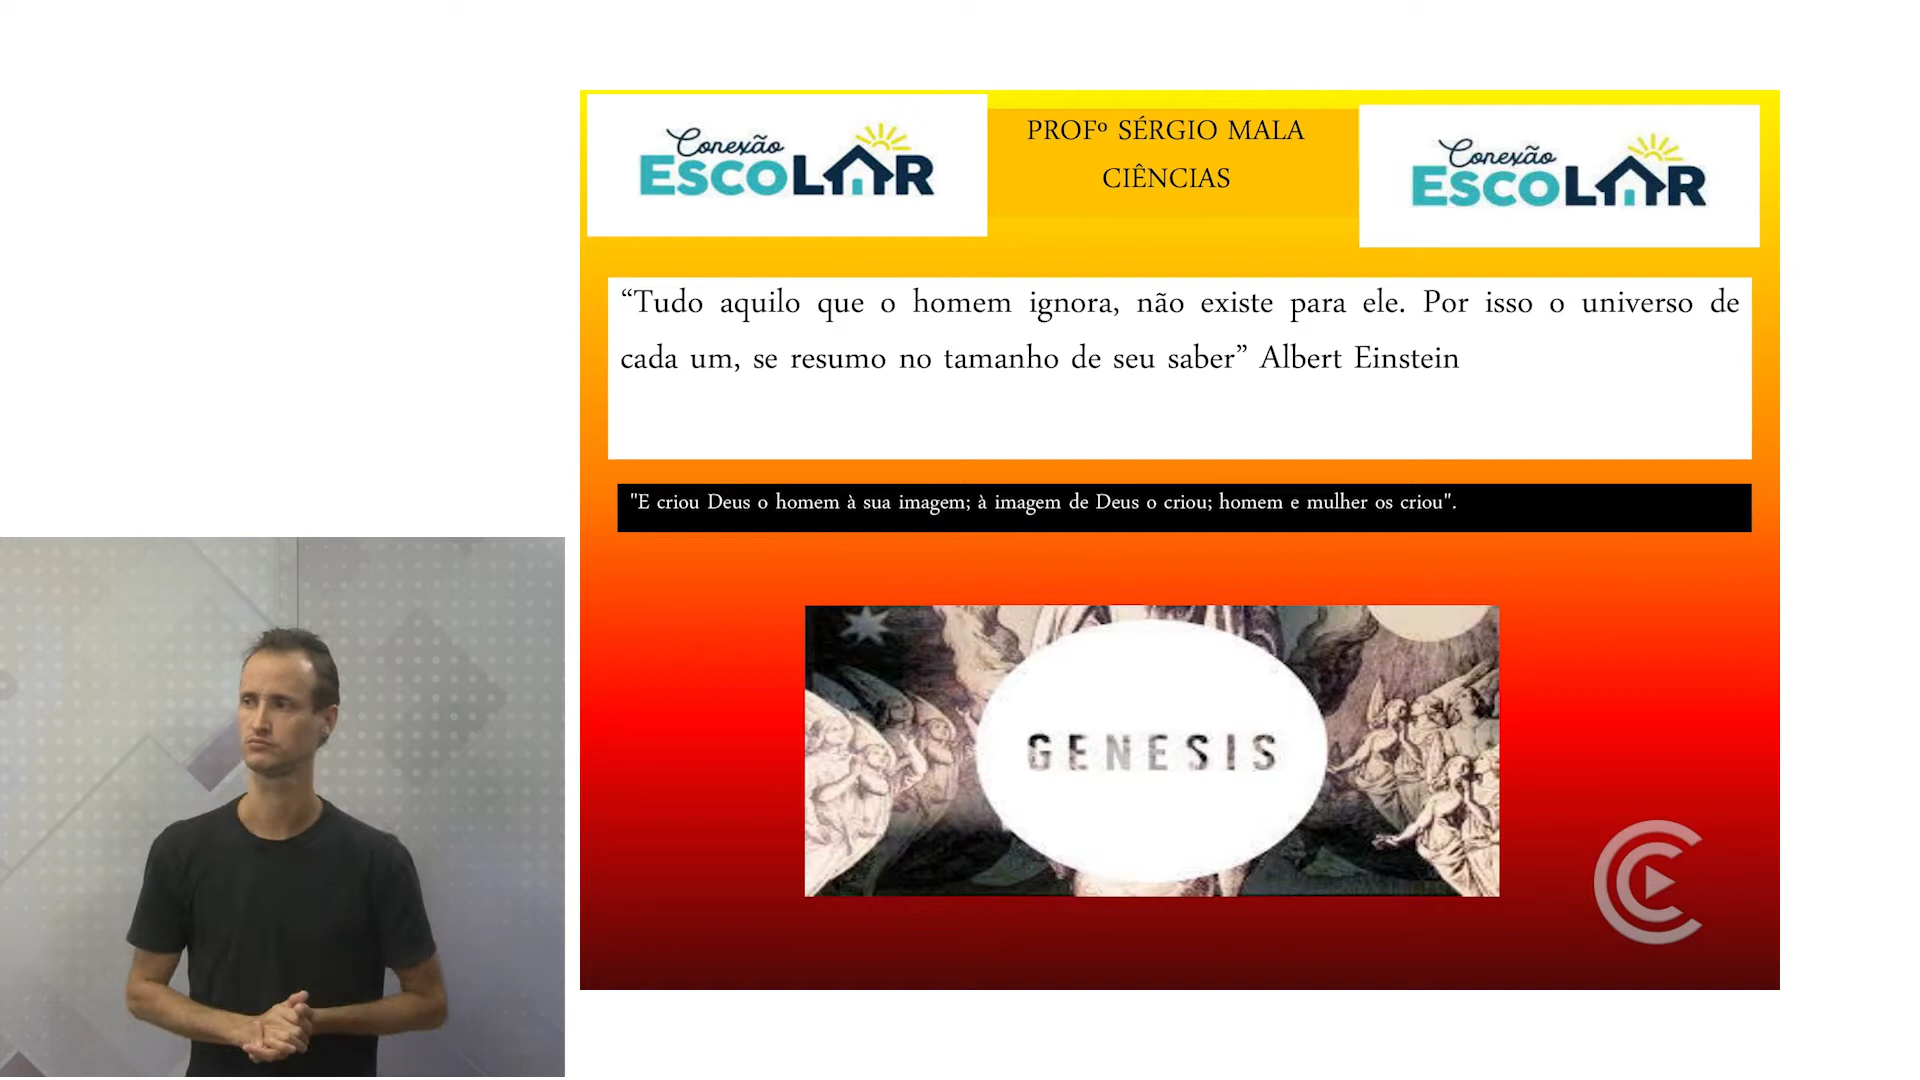 Conexão
ESCOLAR
PROFº SÉRGIO MALA
CIÊNCIAS
Conexão
ESCOLAR
“Tudo aquilo que o homem ignora, não existe para ele. Por isso o universo de
cada um, se resumo no tamanho de seu saber” Albert Einstein
"E criou Deus o homem à sua imagem; à imagem de Deus o criou; homem e mulher os criou".
GENESIS